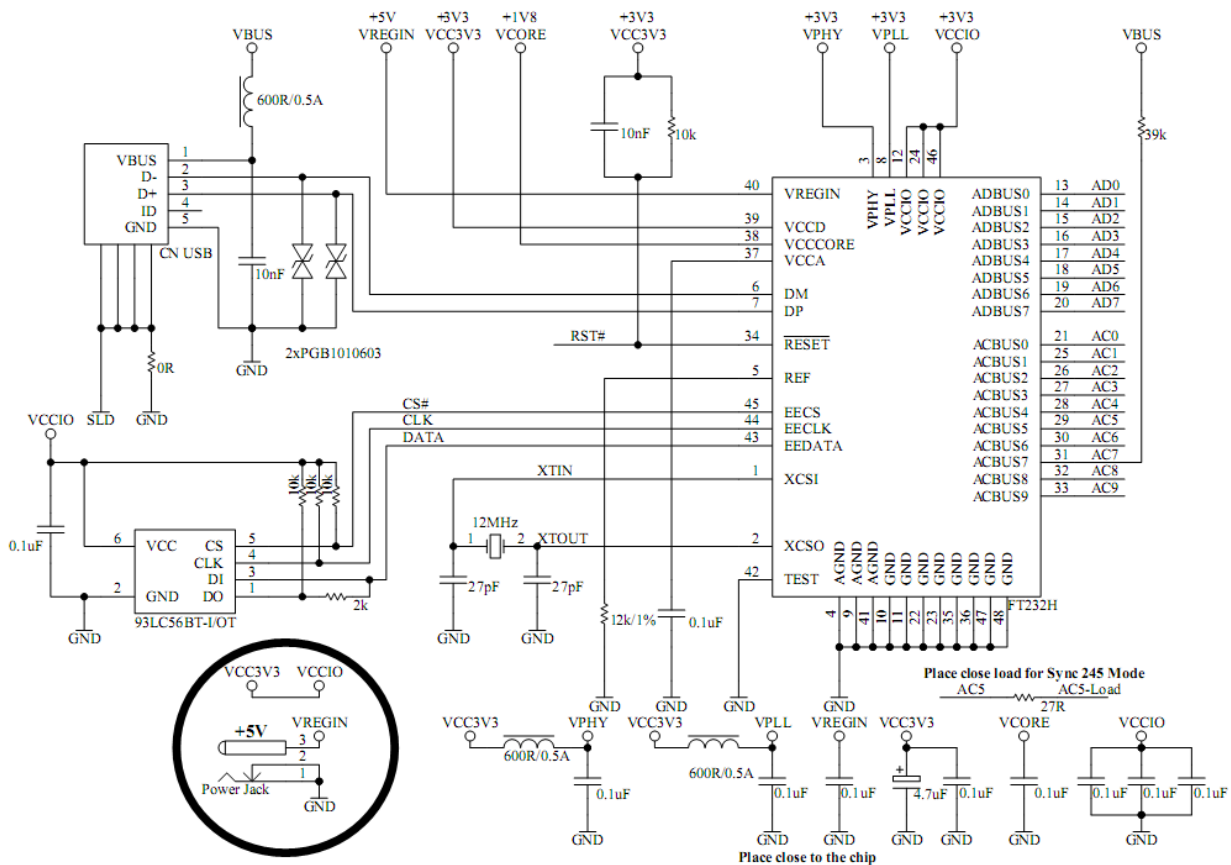 +5V +3V3 +1V8 +3V3 +3V3 +3V3 +3V3
VBUS VREGIN VCC3V3 VCORE VCC3V3 VPHY VPLL VCCIO VBUS
600R/0.5A
10nF 10k 39k
3 8 12 24 46
VPHY VPLL VCCIO VCCIO VCCIO
VBUS 1
D- 2
D+ 3
ID 4
GND 5
CN USB
10nF
2xPGB1010603
0R
SLD GND GND
40 VREGIN
39 VCCD
38 VCCCORE
37 VCCA
6 DM
7 DP
RST# 34 RESET
5 REF
CS# 45 EECS
CLK 44 EECLK
DATA 43 EEDATA
XTIN 1 XCSI
XTOUT 2 XCSO
42 TEST
ADBUS0 13 AD0
ADBUS1 14 AD1
ADBUS2 15 AD2
ADBUS3 16 AD3
ADBUS4 17 AD4
ADBUS5 18 AD5
ADBUS6 19 AD6
ADBUS7 20 AD7
ACBUS0 21 AC0
ACBUS1 25 AC1
ACBUS2 26 AC2
ACBUS3 27 AC3
ACBUS4 28 AC4
ACBUS5 29 AC5
ACBUS6 30 AC6
ACBUS7 31 AC7
ACBUS8 32 AC8
ACBUS9 33 AC9
AGND AGND AGND GND GND GND GND GND GND GND GND
4 9 41 10 11 22 23 35 36 47 48
FT232H
GND
VCCIO
0.1uF
10k 10k 10k
6 VCC CS 5
CLK 4
DI 3
2 GND DO 1
2k
93LC56BT-I/OT
GND
12MHz
1 2
27pF 27pF
GND GND
12k/1%
0.1uF
GND GND GND
VCC3V3 VCCIO
+5V VREGIN
3
2
1
Power Jack
GND
Place close load for Sync 245 Mode
AC5 AC5-Load
27R
VCC3V3 VPHY VCC3V3 VPLL VREGIN VCC3V3 VCORE VCCIO
600R/0.5A 600R/0.5A
0.1uF 0.1uF 0.1uF + 4.7uF 0.1uF 0.1uF 0.1uF 0.1uF 0.1uF
GND GND GND GND GND GND GND
Place close to the chip